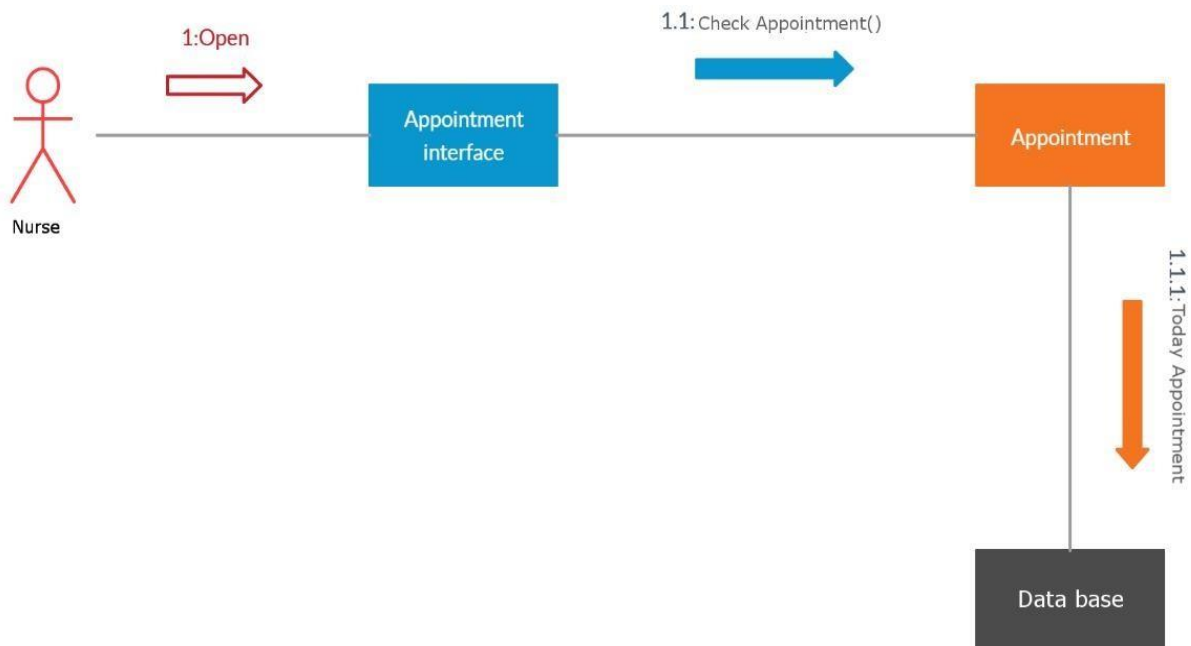 1:Open
1.1: Check Appointment()
Nurse
Appointment
interface
Appointment
1.1.1: Today Appointment
Data base